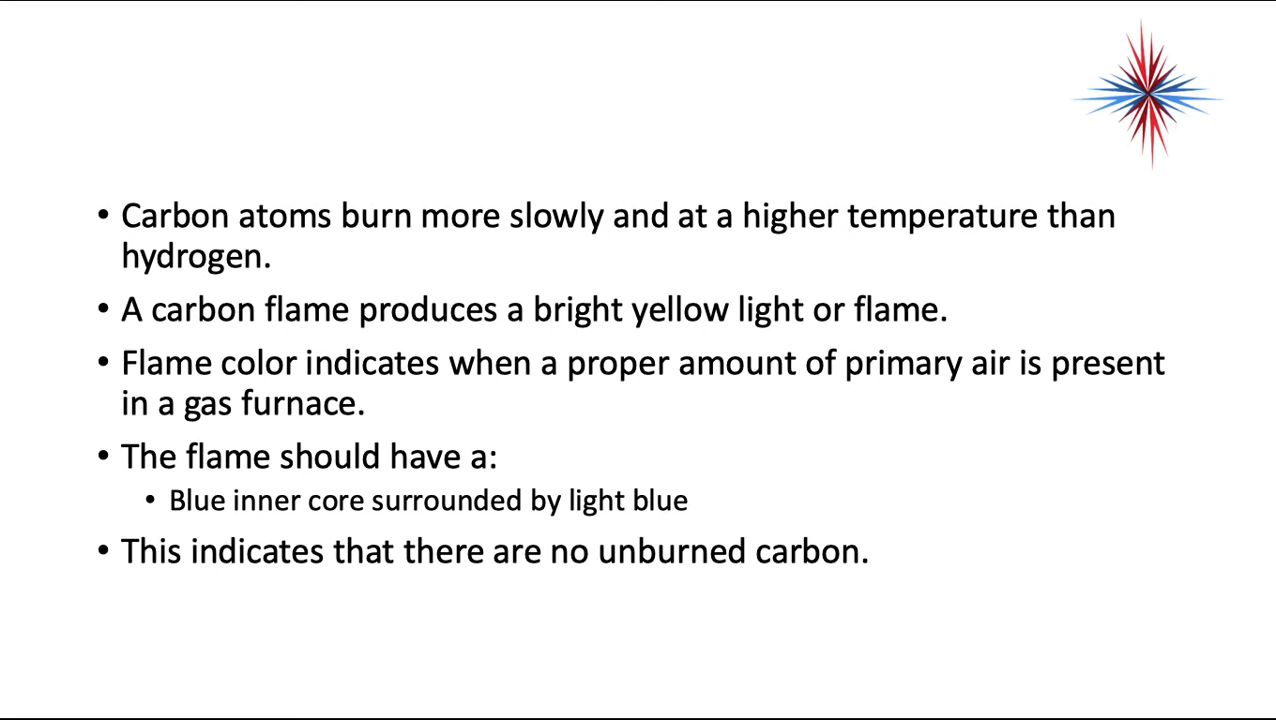 • Carbon atoms burn more slowly and at a higher temperature than
hydrogen.
• A carbon flame produces a bright yellow light or flame.
• Flame color indicates when a proper amount of primary air is present
in a gas furnace.
• The flame should have a:
• Blue inner core surrounded by light blue
• This indicates that there are no unburned carbon.